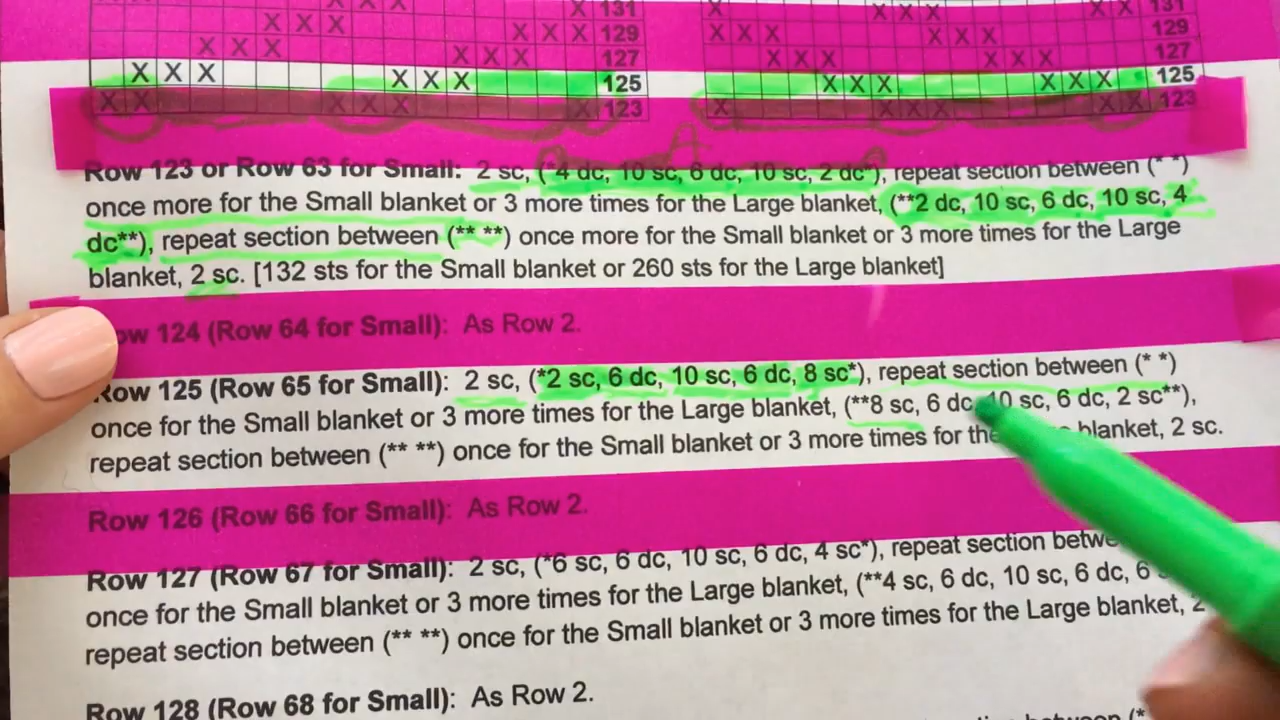 X X X
X 131
X
X X X
X X 131
X X X
X X X 129
X X X
X X X
129
X X X
X X X 127
X X X
X X X
127
X X X
X X X
125
X X X
X X X
125
X X
X X X
X 123
X
X X X
X X 123
Row 123 or Row 63 for Small: 2 sc, (*4 dc, 10 sc, 6 dc, 10 sc, 2 dc*), repeat section between (* *)
once more for the Small blanket or 3 more times for the Large blanket, (**2 dc, 10 sc, 6 dc, 10 sc, 4
dc**), repeat section between (** **) once more for the Small blanket or 3 more times for the Large
blanket, 2 sc. [132 sts for the Small blanket or 260 sts for the Large blanket]
Row 124 (Row 64 for Small): As Row 2.
Row 125 (Row 65 for Small): 2 sc, (*2 sc, 6 dc, 10 sc, 6 dc, 8 sc*), repeat section between (* *)
once for the Small blanket or 3 more times for the Large blanket, (**8 sc, 6 dc, 10 sc, 6 dc, 2 sc**),
repeat section between (** **) once for the Small blanket or 3 more times for the blanket, 2 sc.
Row 126 (Row 66 for Small): As Row 2.
Row 127 (Row 67 for Small): 2 sc, (*6 sc, 6 dc, 10 sc, 6 dc, 4 sc*), repeat section
once for the Small blanket or 3 more times for the Large blanket, (**4 sc, 6 dc, 10 sc, 6 dc, 6
repeat section between (** **) once for the Small blanket or 3 more times for the Large blanket, 2
Row 128 (Row 68 for Small): As Row 2.
between (*